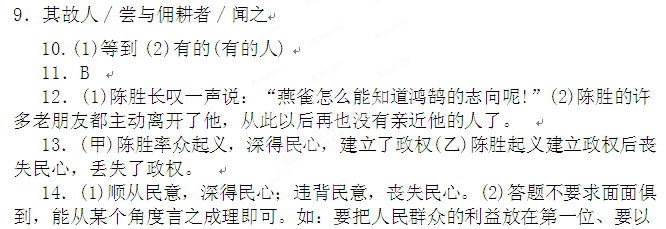 9. 其故人/尝与佣耕者/闻之
10.(1)等到 (2)有的(有的人)
11. B
12. (1)陈胜长叹一声说：“燕雀怎么能知道鸿鹄的志向呢!”(2)陈胜的许
多老朋友都主动离开了他，从此以后再也没有亲近他的人了。
13. (甲)陈胜率众起义，深得民心，建立了政权(乙)陈胜起义建立政权后丧
失民心，丢失了政权。
14. (1)顺从民意，深得民心；违背民意，丧失民心。(2)答题不要求面面俱
到，能从某个角度言之成理即可。如：要把人民群众的利益放在第一位、要以